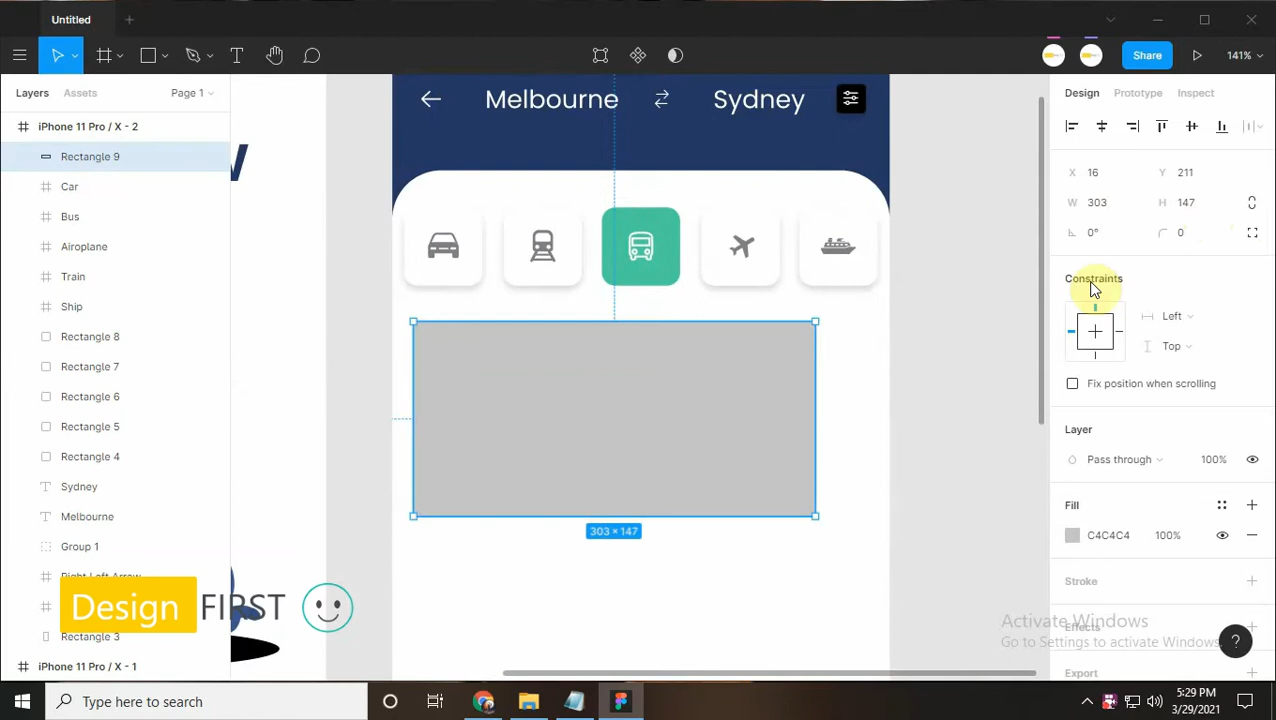 Untitled
Share
141%
Layers
Assets
Page 1
iPhone 11 Pro / X - 2
Rectangle 9
Car
Bus
Airoplane
Train
Ship
Rectangle 8
Rectangle 7
Rectangle 6
Rectangle 5
Rectangle 4
Sydney
Melbourne
Group 1
Right Left Arrow
Rectangle 3
iPhone 11 Pro / X - 1
Melbourne
Sydney
303 × 147
Design FIRST
Design
Prototype
Inspect
X 16
Y 211
W 303
H 147
0°
0
Constraints
Left
Top
Fix position when scrolling
Layer
Pass through
100%
Fill
C4C4C4
100%
Stroke
Effects
Export
Activate Windows
Go to Settings to activate Windows.
?
Type here to search
5:29 PM
3/29/2021